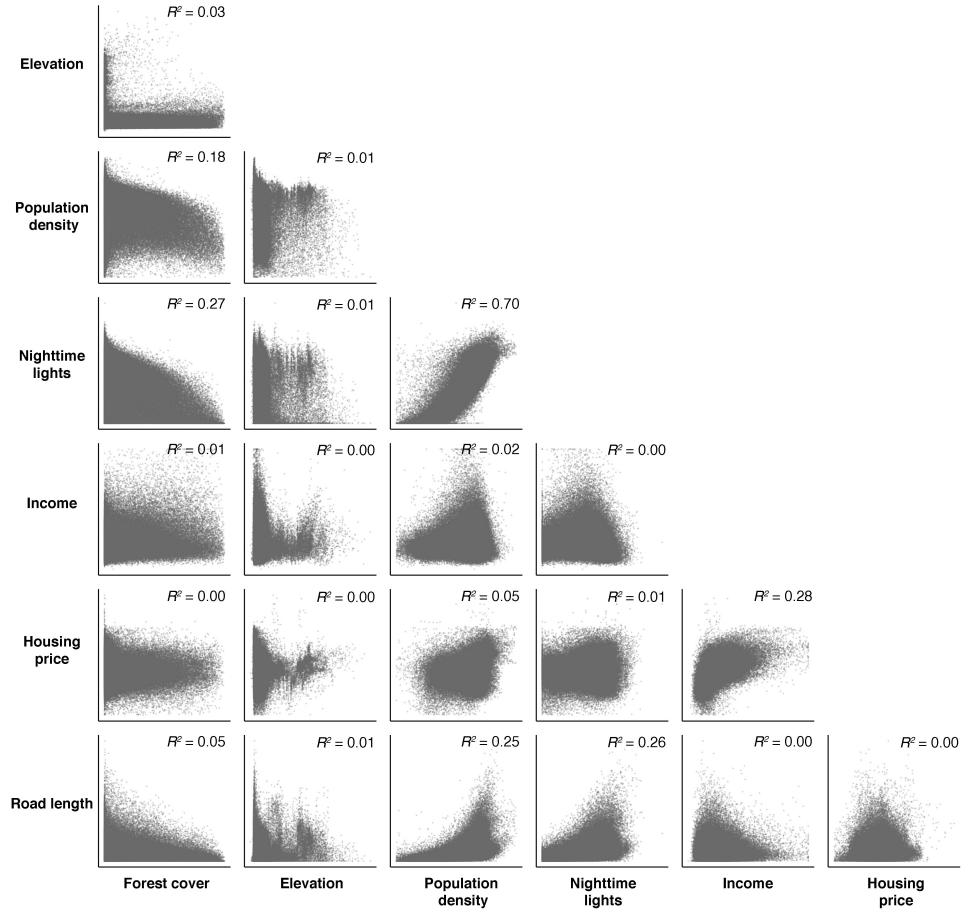 R² = 0.03
Elevation
R² = 0.18
R² = 0.01
Population
density
R² = 0.27
R² = 0.01
R² = 0.70
Nighttime
lights
R² = 0.01
R² = 0.00
R² = 0.02
R² = 0.00
Income
R² = 0.00
R² = 0.00
R² = 0.05
R² = 0.01
R² = 0.28
Housing
price
R² = 0.05
R² = 0.01
R² = 0.25
R² = 0.26
R² = 0.00
R² = 0.00
Road length
Forest cover
Elevation
Population
density
Nighttime
lights
Income
Housing
price